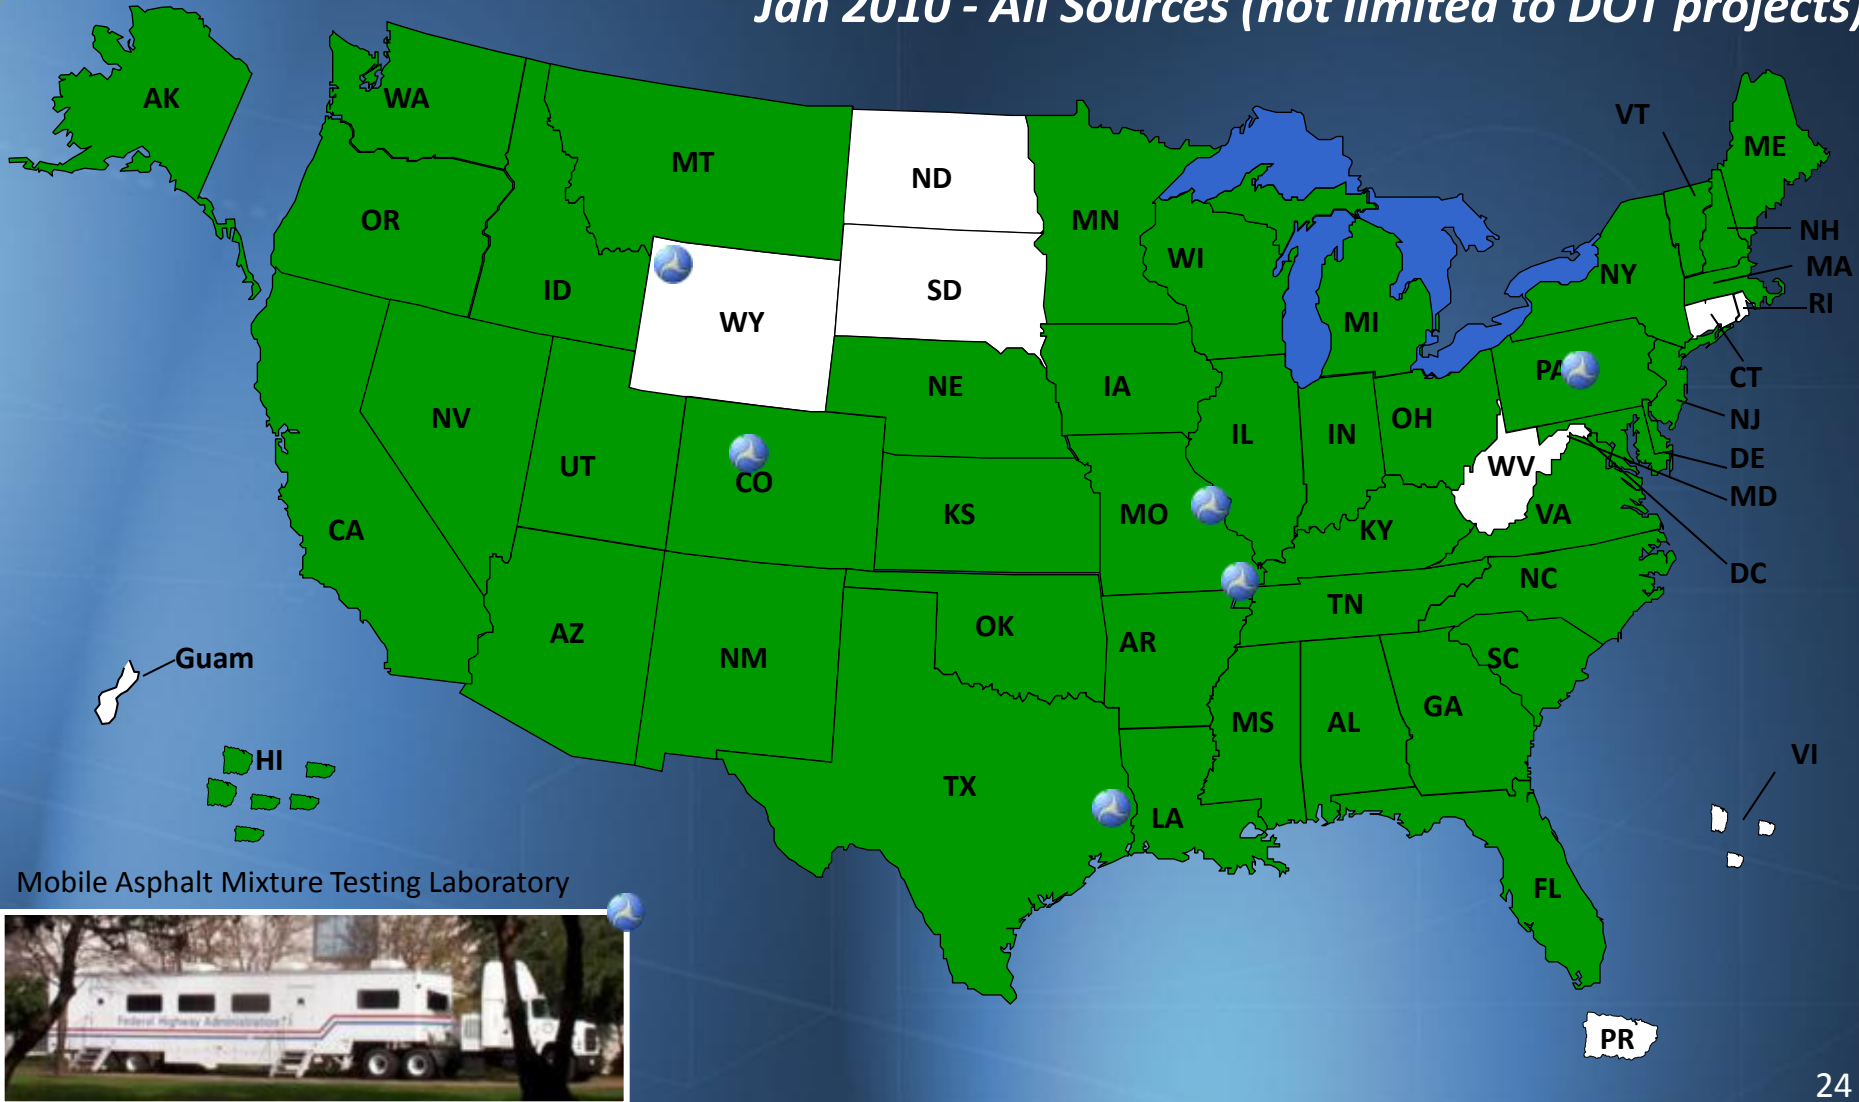 Jan 2010 - All Sources (not limited to DOT projects)
AK
WA
VT
ME
MT
ND
OR
MN
NH
WI
MA
NY
ID
SD
RI
WY
MI
PA
CT
NE
IA
NV
OH
NJ
IL
IN
UT
DE
WV
CO
MD
CA
KS
MO
KY
VA
DC
NC
TN
AZ
OK
AR
Guam
NM
SC
GA
MS
AL
HI
VI
TX
LA
FL
Mobile Asphalt Mixture Testing Laboratory
Federal Highway Administration
PR
24